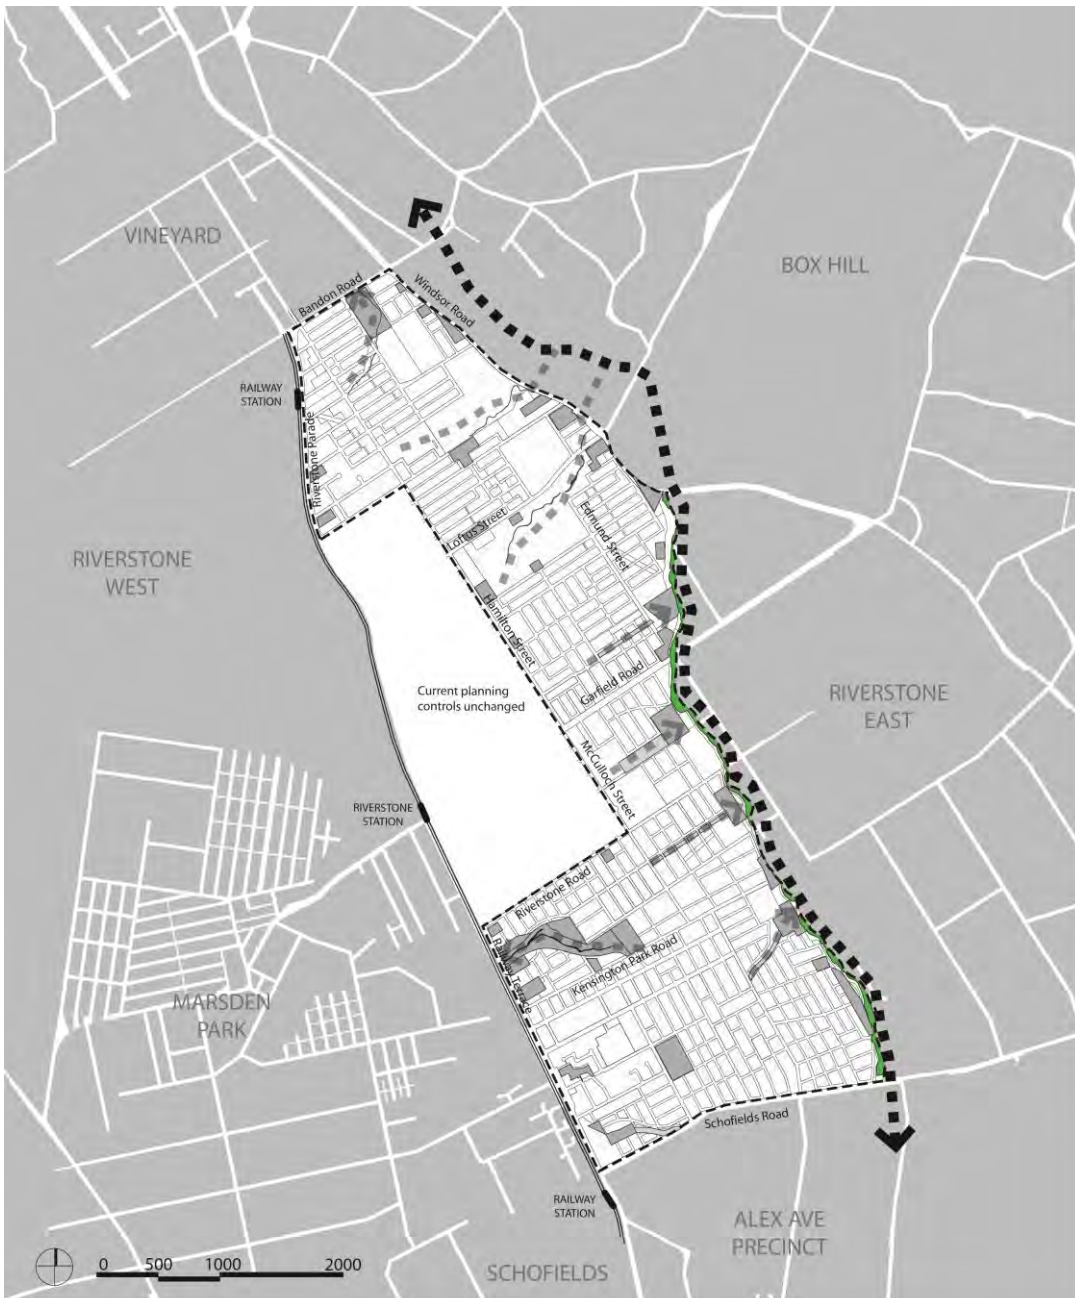 VINEYARD
BOX HILL
Bandon Road
Windsor Road
RAILWAY
STATION
Riverstone Parade
Loftus Street
Edmund Street
RIVERSTONE
WEST
Hamilton Street
Garfield Road
Current planning
controls unchanged
RIVERSTONE
EAST
McCulloch Street
RIVERSTONE
STATION
Riverstone Road
Railway Terrace
Kensington Park Road
MARSDEN
PARK
Schofields Road
RAILWAY
STATION
ALEX AVE
PRECINCT
SCHOFIELDS
0 500 1000 2000